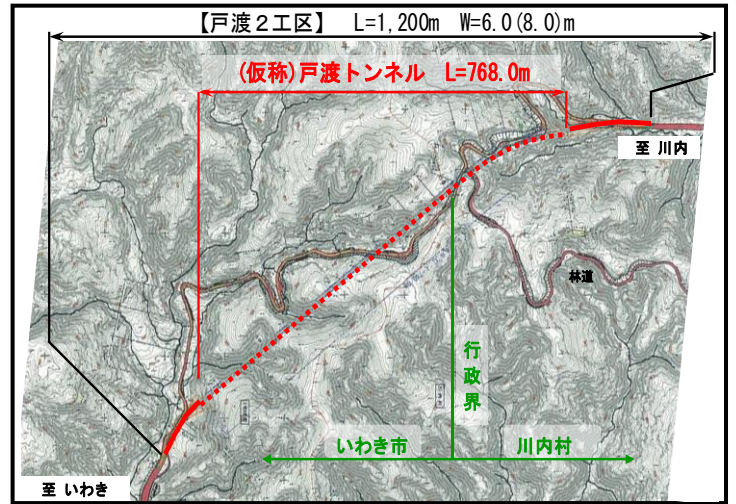 【戸渡２工区】　L=1,200m　W=6.0(8.0)m
(仮称)戸渡トンネル　L=768.0m
至 川内
林道
行政界
いわき市
川内村
至 いわき